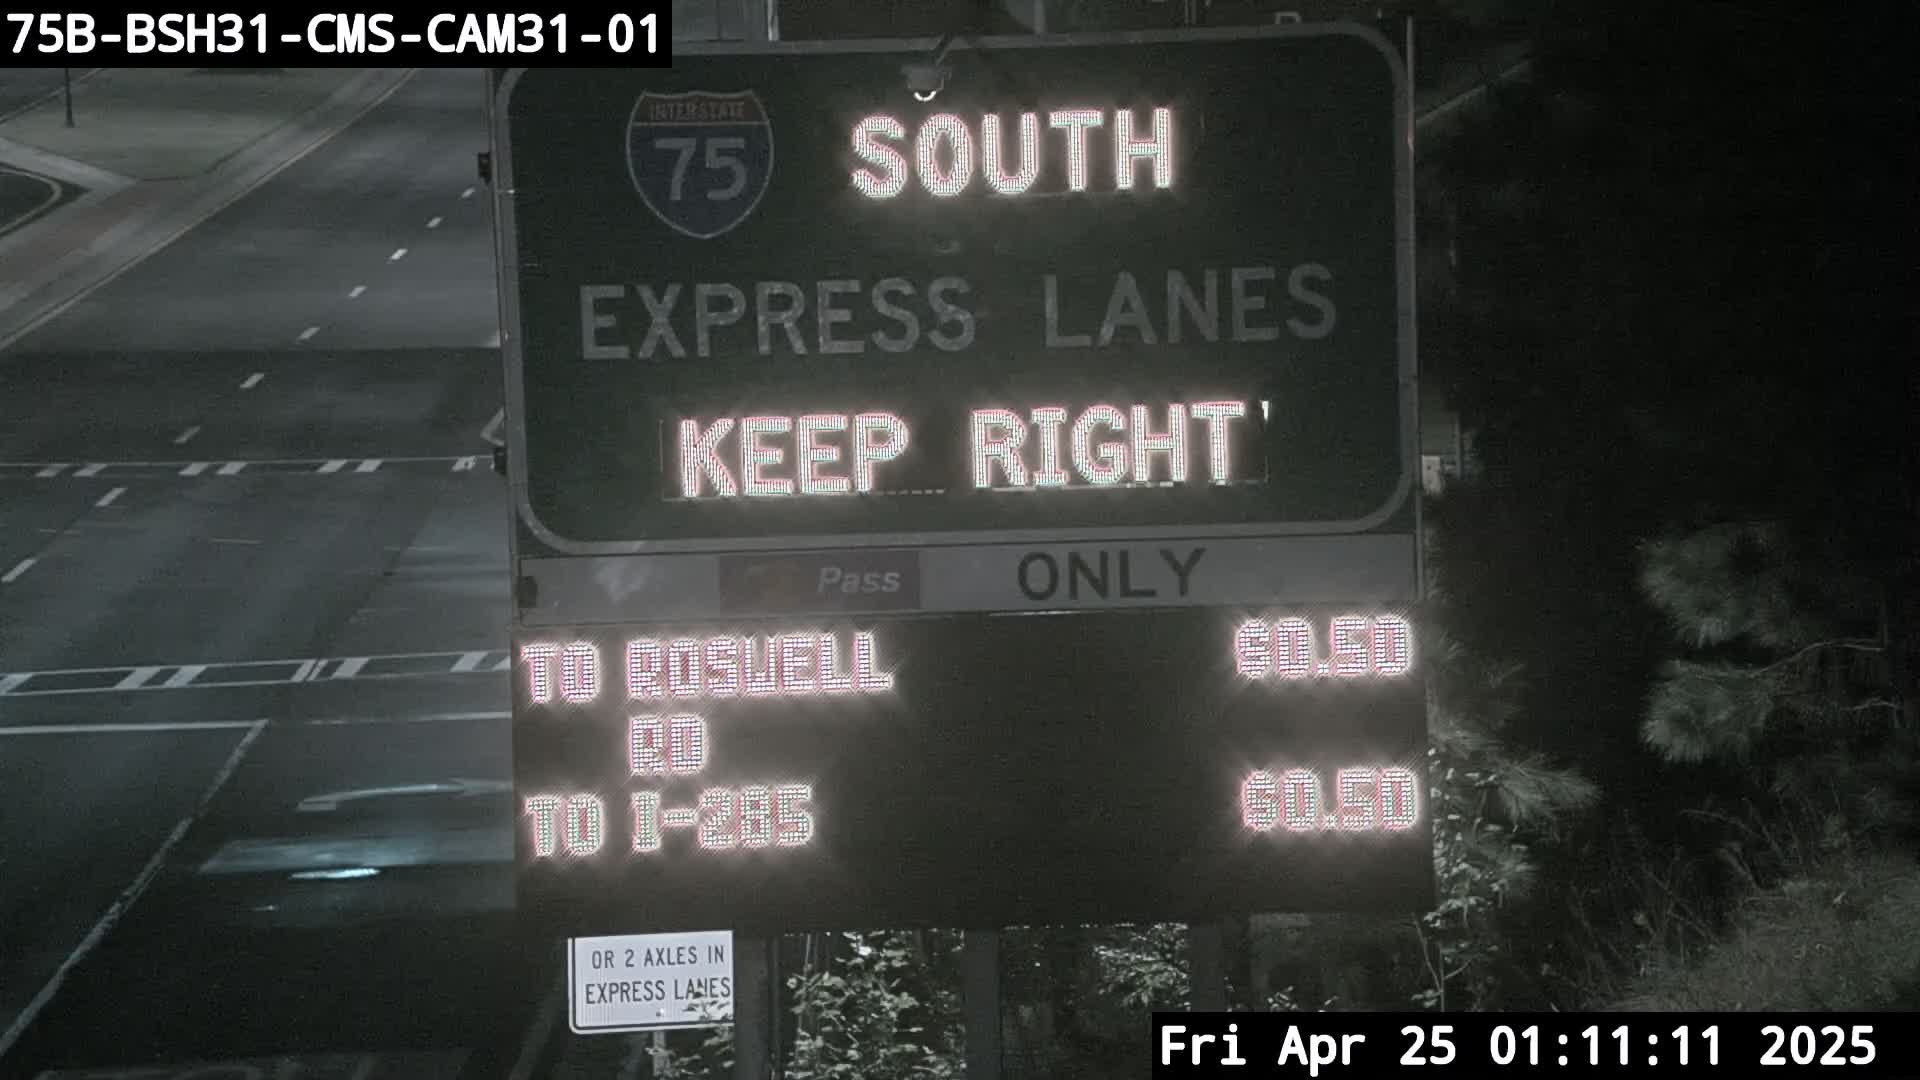 75B-BSH31-CMS-CAM31-01
INTERSTATE
75
SOUTH
EXPRESS LANES
KEEP RIGHT
Pass ONLY
TO ROSWELL $0.50
RD
TO I-285 $0.50
OR 2 AXLES IN
EXPRESS LANES
Fri Apr 25 01:11:11 2025